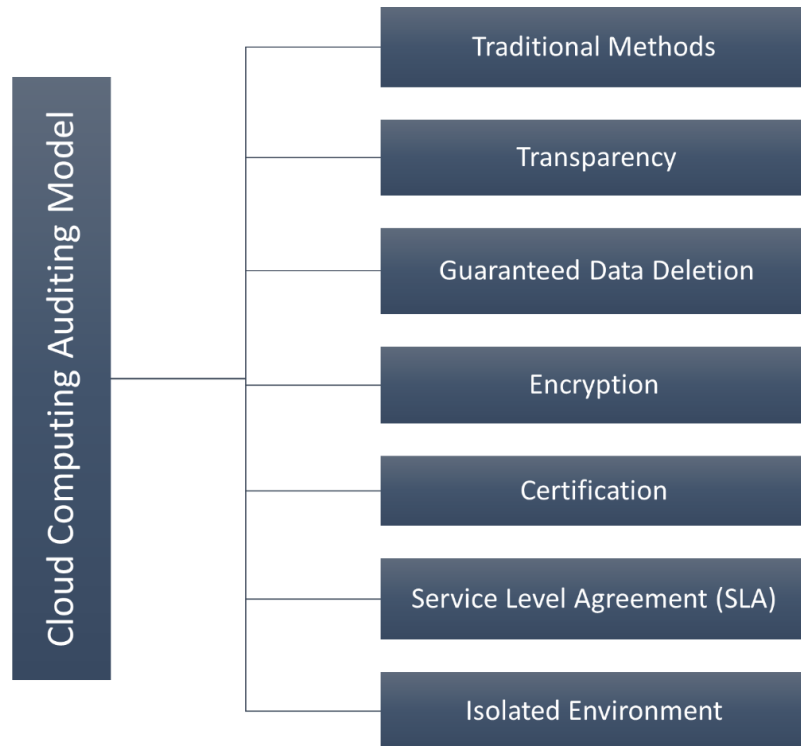 Cloud Computing Auditing Model
Traditional Methods
Transparency
Guaranteed Data Deletion
Encryption
Certification
Service Level Agreement (SLA)
Isolated Environment